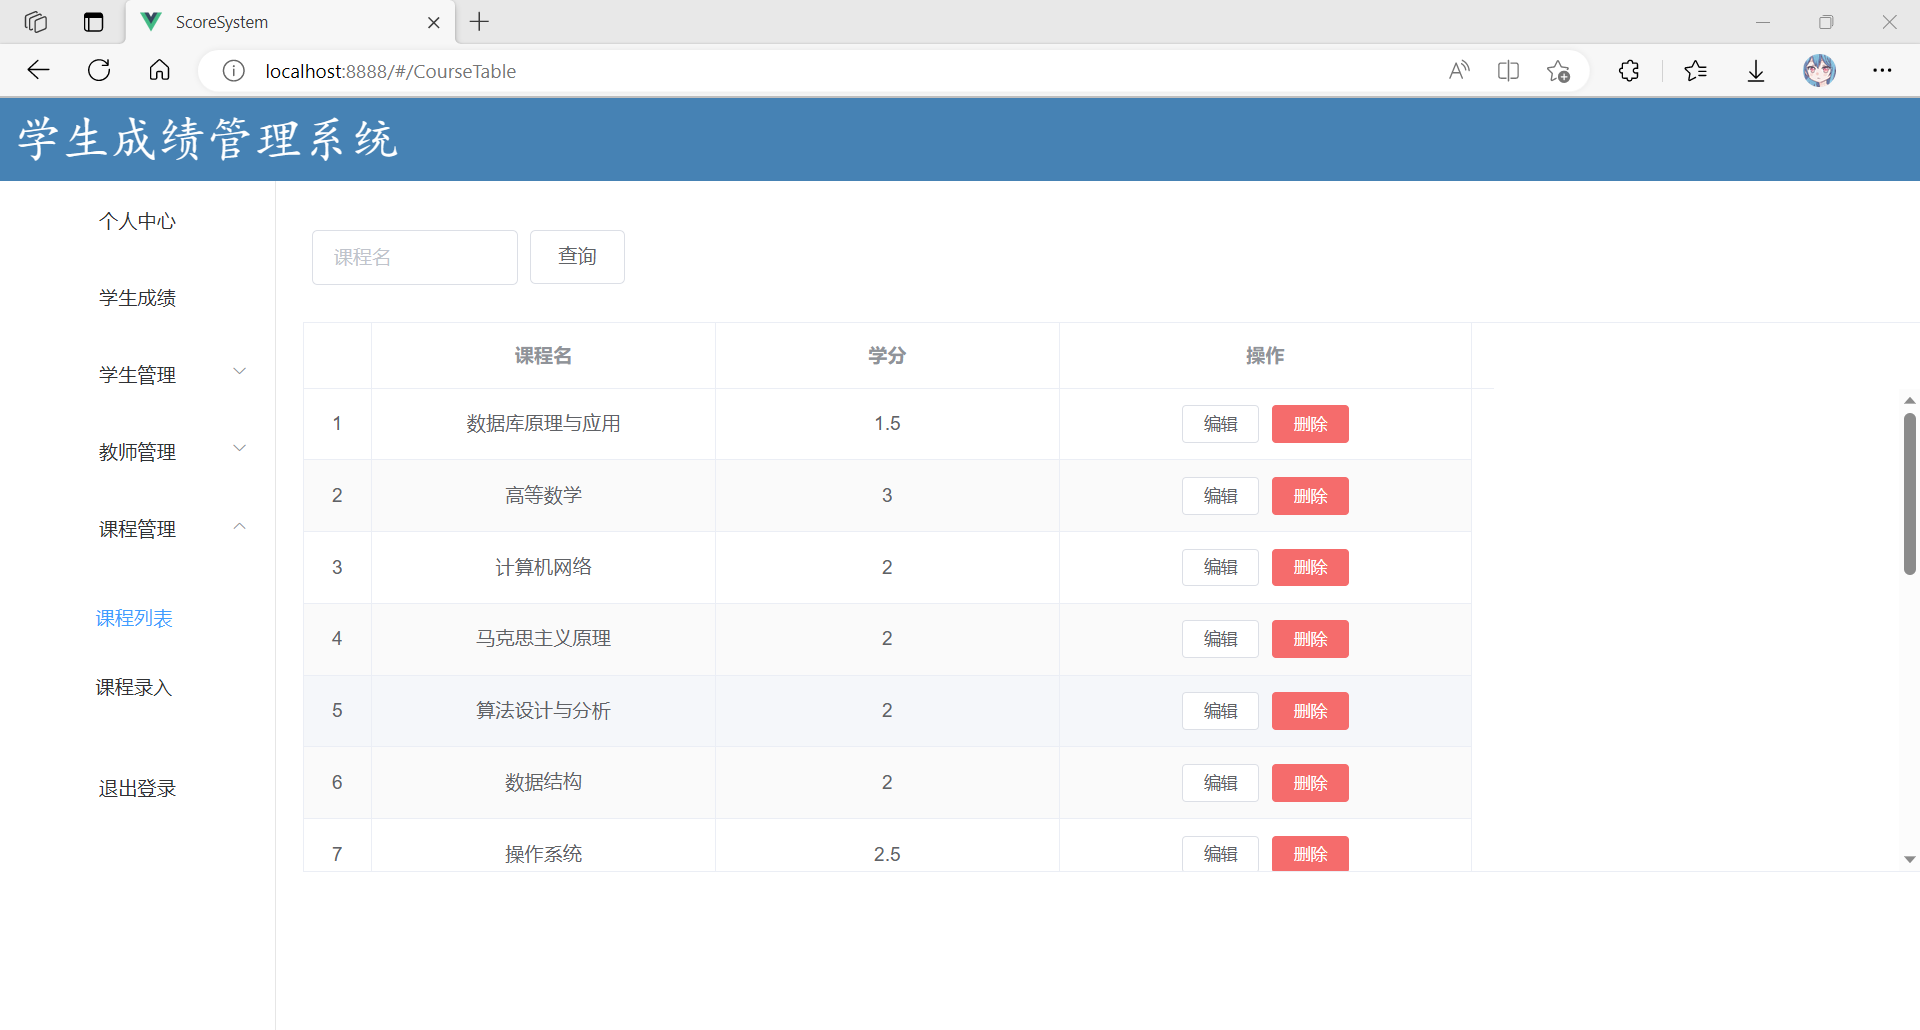 ScoreSystem
localhost:8888/#/CourseTable
学生成绩管理系统
个人中心
学生成绩
学生管理
教师管理
课程管理
课程列表
课程录入
退出登录
课程名 查询
课程名 学分 操作
1 数据库原理与应用 1.5 编辑 删除
2 高等数学 3 编辑 删除
3 计算机网络 2 编辑 删除
4 马克思主义原理 2 编辑 删除
5 算法设计与分析 2 编辑 删除
6 数据结构 2 编辑 删除
7 操作系统 2.5 编辑 删除